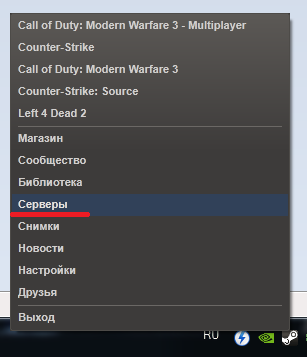 Call of Duty: Modern Warfare 3 - Multiplayer
Counter-Strike
Call of Duty: Modern Warfare 3
Counter-Strike: Source
Left 4 Dead 2
Магазин
Сообщество
Библиотека
Серверы
Снимки
Новости
Настройки
Друзья
Выход
RU